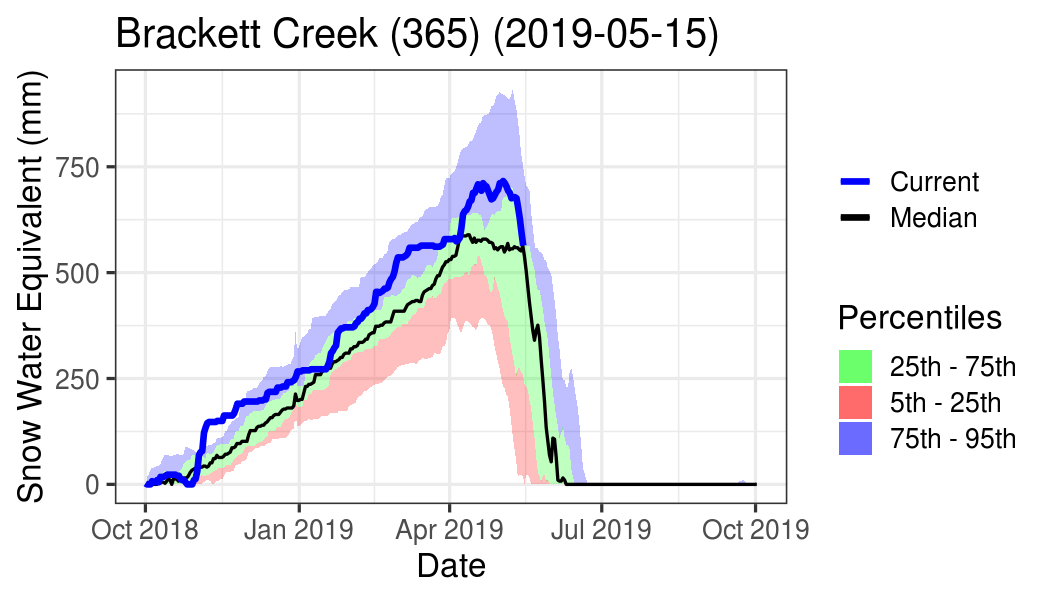 Brackett Creek (365) (2019-05-15)
Snow Water Equivalent (mm)
750
500
250
0
Oct 2018
Jan 2019
Apr 2019
Jul 2019
Oct 2019
Date
Current
Median
Percentiles
25th - 75th
5th - 25th
75th - 95th